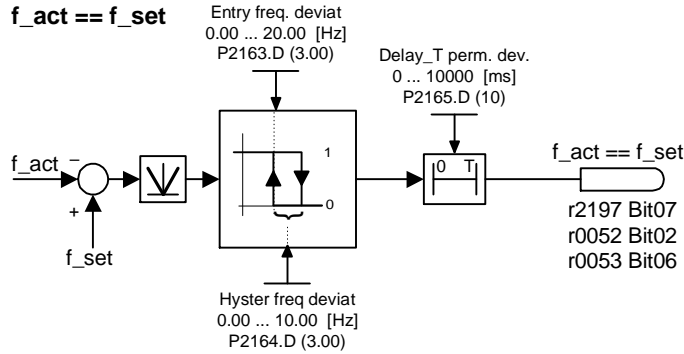 f_act == f_set
Entry freq. deviat
0.00 ... 20.00 [Hz]
P2163.D (3.00)
Delay_T perm. dev.
0 ... 10000 [ms]
P2165.D (10)
f_act
−
+
f_set
1
0
0 T
f_act == f_set
r2197 Bit07
r0052 Bit02
r0053 Bit06
Hyster freq deviat
0.00 ... 10.00 [Hz]
P2164.D (3.00)